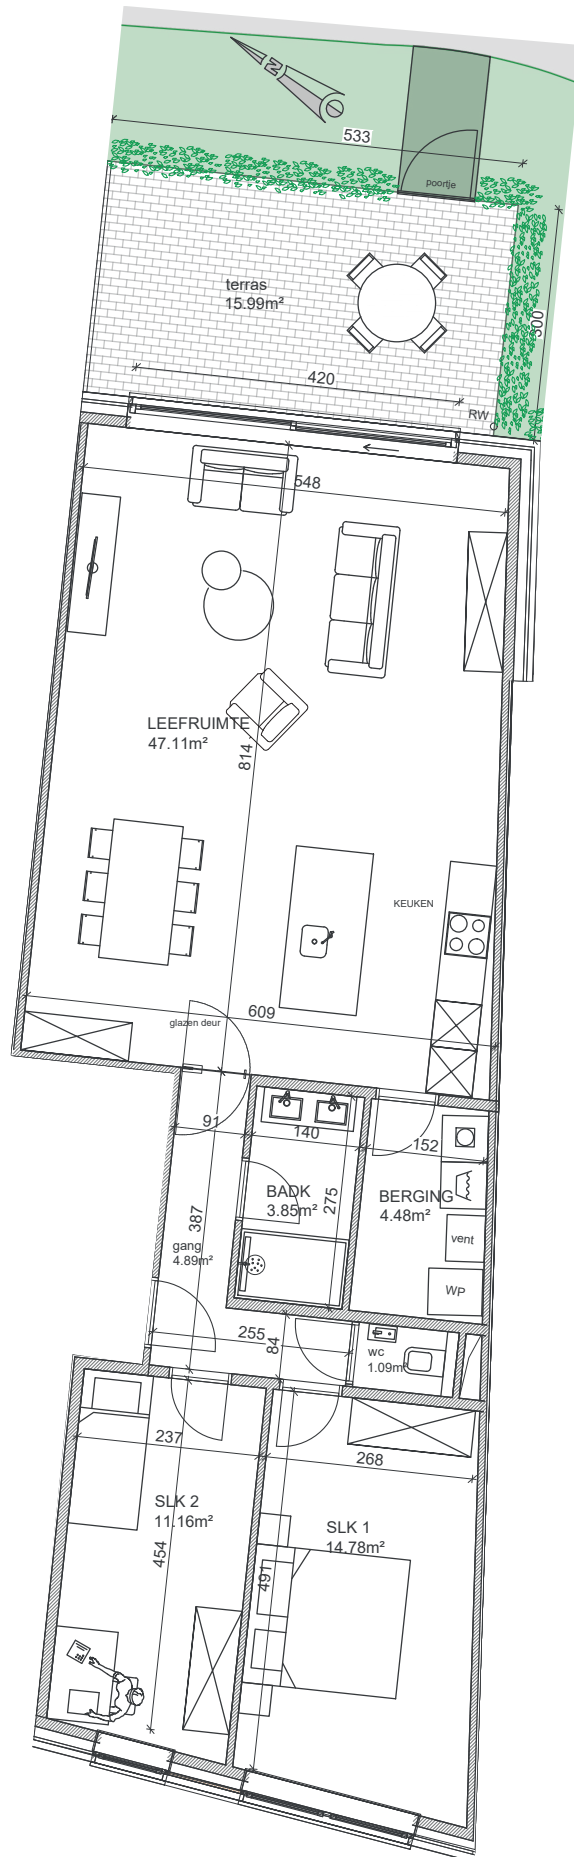 N
533
poortje
terras
15.99m²
300
420
RW
548
LEEFRUIMTE
47.11m²
814
KEUKEN
609
glazen deur
91
140
152
BADK
3.85m²
275
BERGING
4.48m²
387
gang
4.89m²
vent
WP
255
84
wc
1.09m²
237
268
SLK 2
11.16m²
SLK 1
14.78m²
454
491